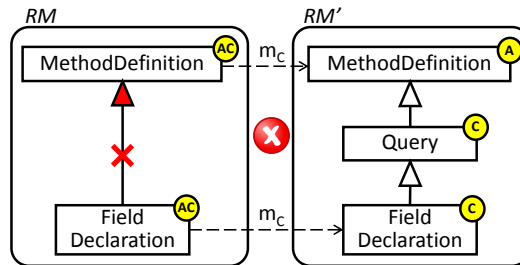 RM
RM’
AC
MethodDefinition
m_C
A
MethodDefinition
C
Query
AC
Field
Declaration
m_C
C
Field
Declaration